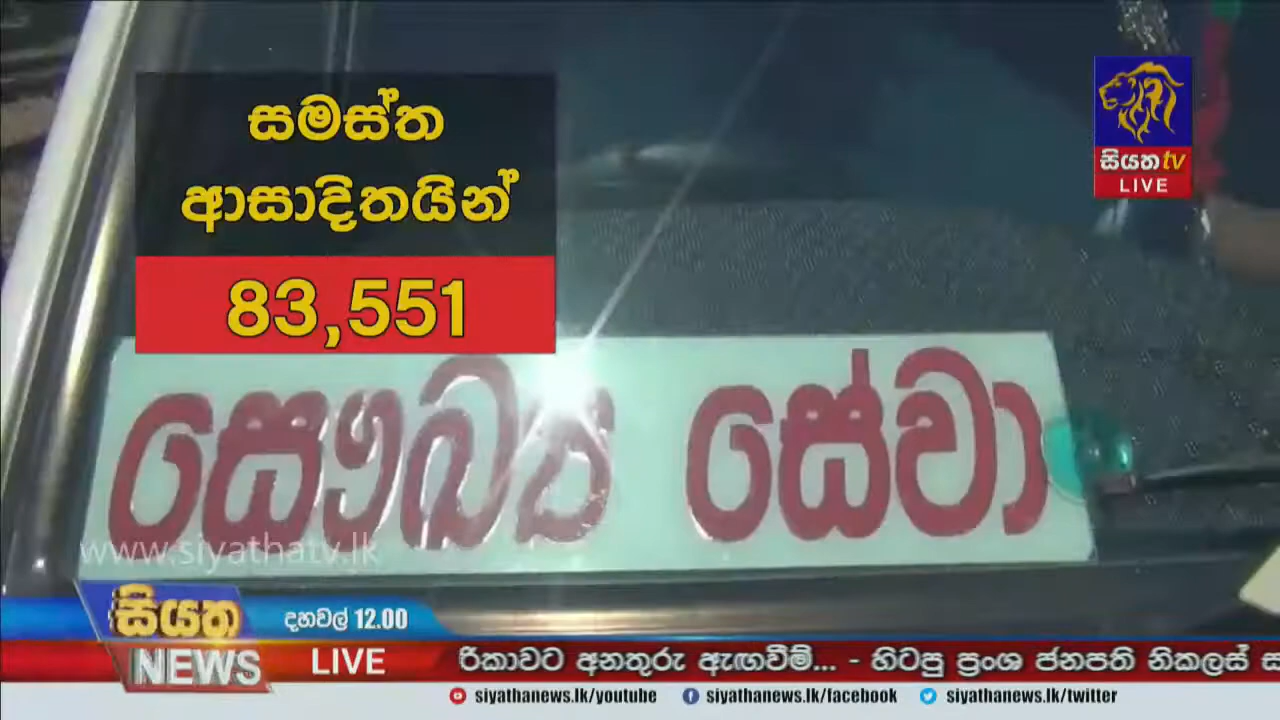 සමස්ත
ආසාදිතයින්
83,551
සියත tv
LIVE
සෞඛ්‍ය සේවා
www.siyathatv.lk
සියත
NEWS
දහවල් 12.00
LIVE
රිකාවට අනතුරු ඇඟවීම්... - හිටපු ප්‍රංශ ජනපති නිකලස් ස
siyathanews.lk/youtube siyathanews.lk/facebook siyathanews.lk/twitter